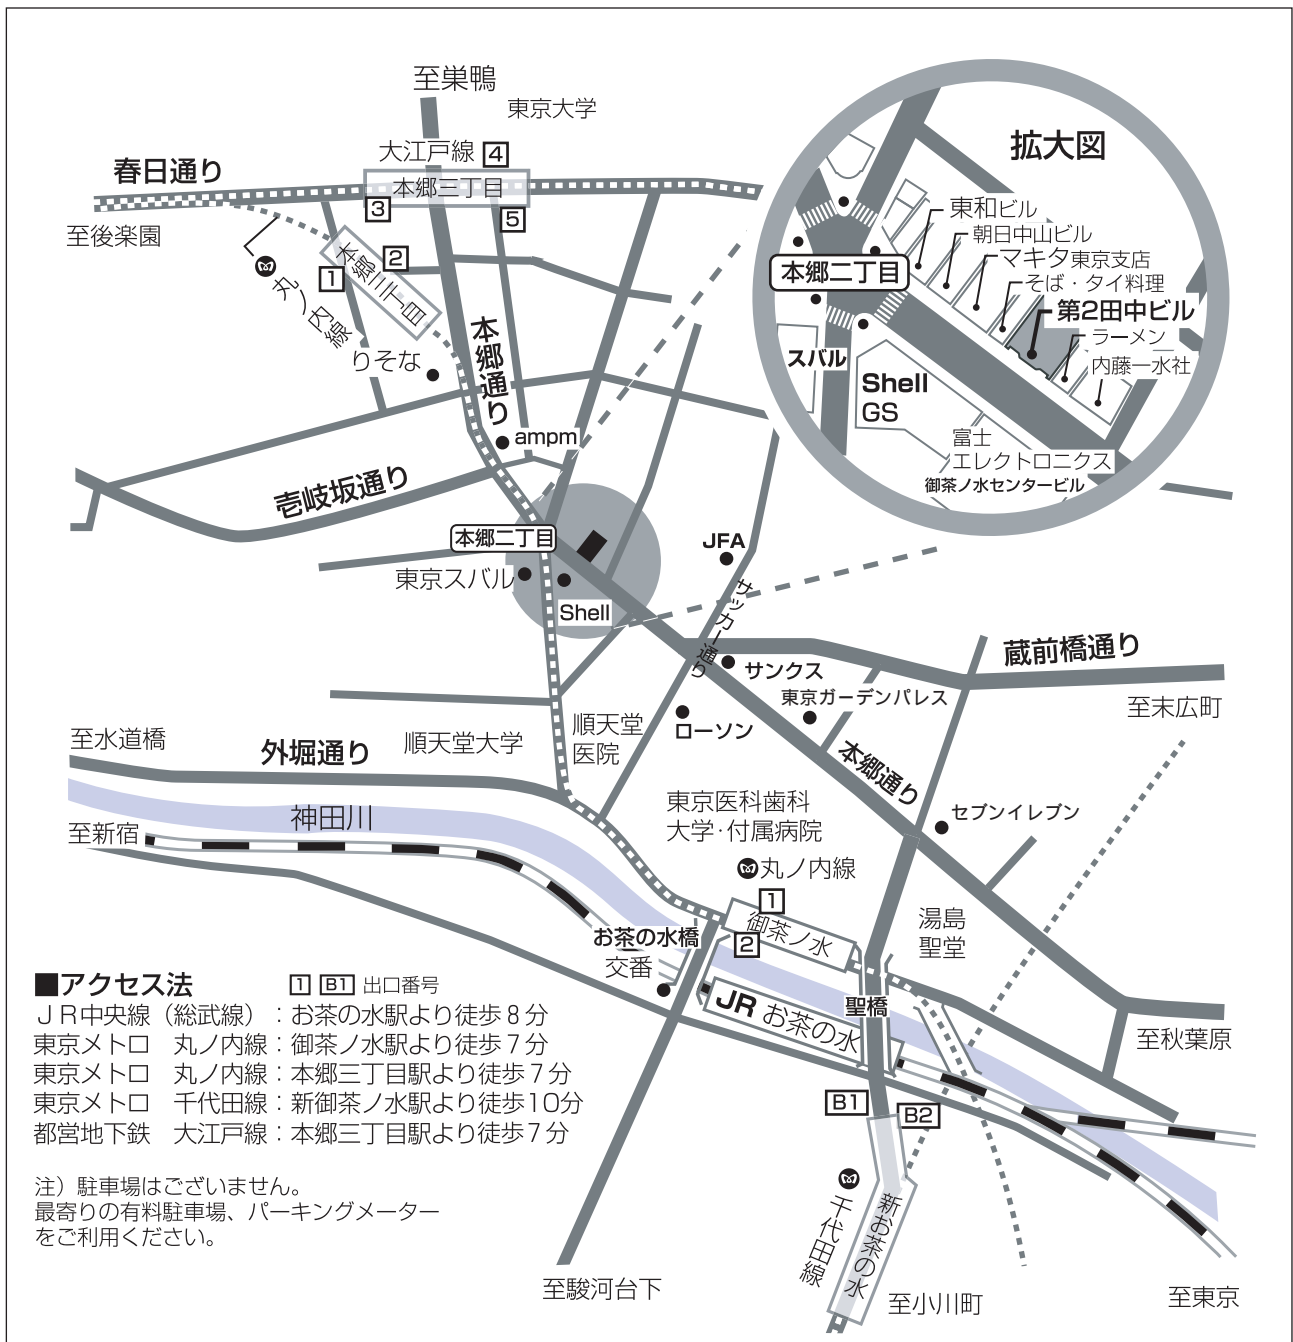 至巣鴨
東京大学
大江戸線 4
春日通り
本郷三丁目
3
5
至後楽園
1
2
本郷三丁目
丸ノ内線
りそな
本郷通り
ampm
壱岐坂通り
本郷二丁目
東京スバル
Shell
JFA
サッカー通り
サンクス
東京ガーデンパレス
ローソン
蔵前橋通り
至末広町
拡大図
東和ビル
朝日中山ビル
マキタ東京支店
そば・タイ料理
第2田中ビル
ラーメン
内藤一水社
本郷二丁目
スバル
Shell
GS
富士
エレクトロニクス
御茶ノ水センタービル
至水道橋
外堀通り
順天堂大学
順天堂
医院
本郷通り
神田川
至新宿
東京医科歯科
大学・付属病院
セブンイレブン
丸ノ内線
1
御茶ノ水
2
お茶の水橋
交番
湯島
聖堂
JR お茶の水
聖橋
至秋葉原
B1
B2
千代田線
新お茶の水
至駿河台下
至小川町
至東京
■アクセス法 1 B1 出口番号
ＪＲ中央線（総武線）：お茶の水駅より徒歩８分
東京メトロ 丸ノ内線：御茶ノ水駅より徒歩７分
東京メトロ 丸ノ内線：本郷三丁目駅より徒歩７分
東京メトロ 千代田線：新御茶ノ水駅より徒歩10分
都営地下鉄 大江戸線：本郷三丁目駅より徒歩７分
注）駐車場はございません。
最寄りの有料駐車場、パーキングメーター
をご利用ください。